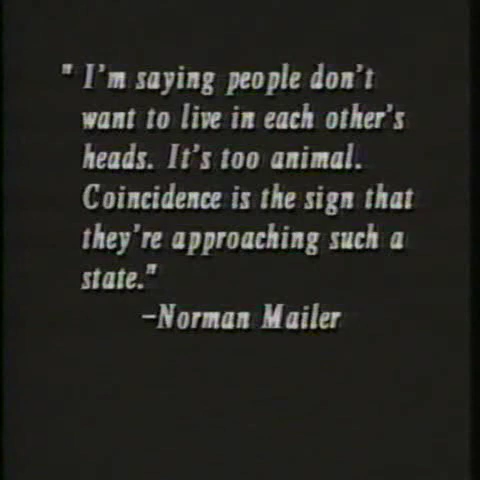 " I'm saying people don't
want to live in each other's
heads. It's too animal.
Coincidence is the sign that
they're approaching such a
state."
-Norman Mailer